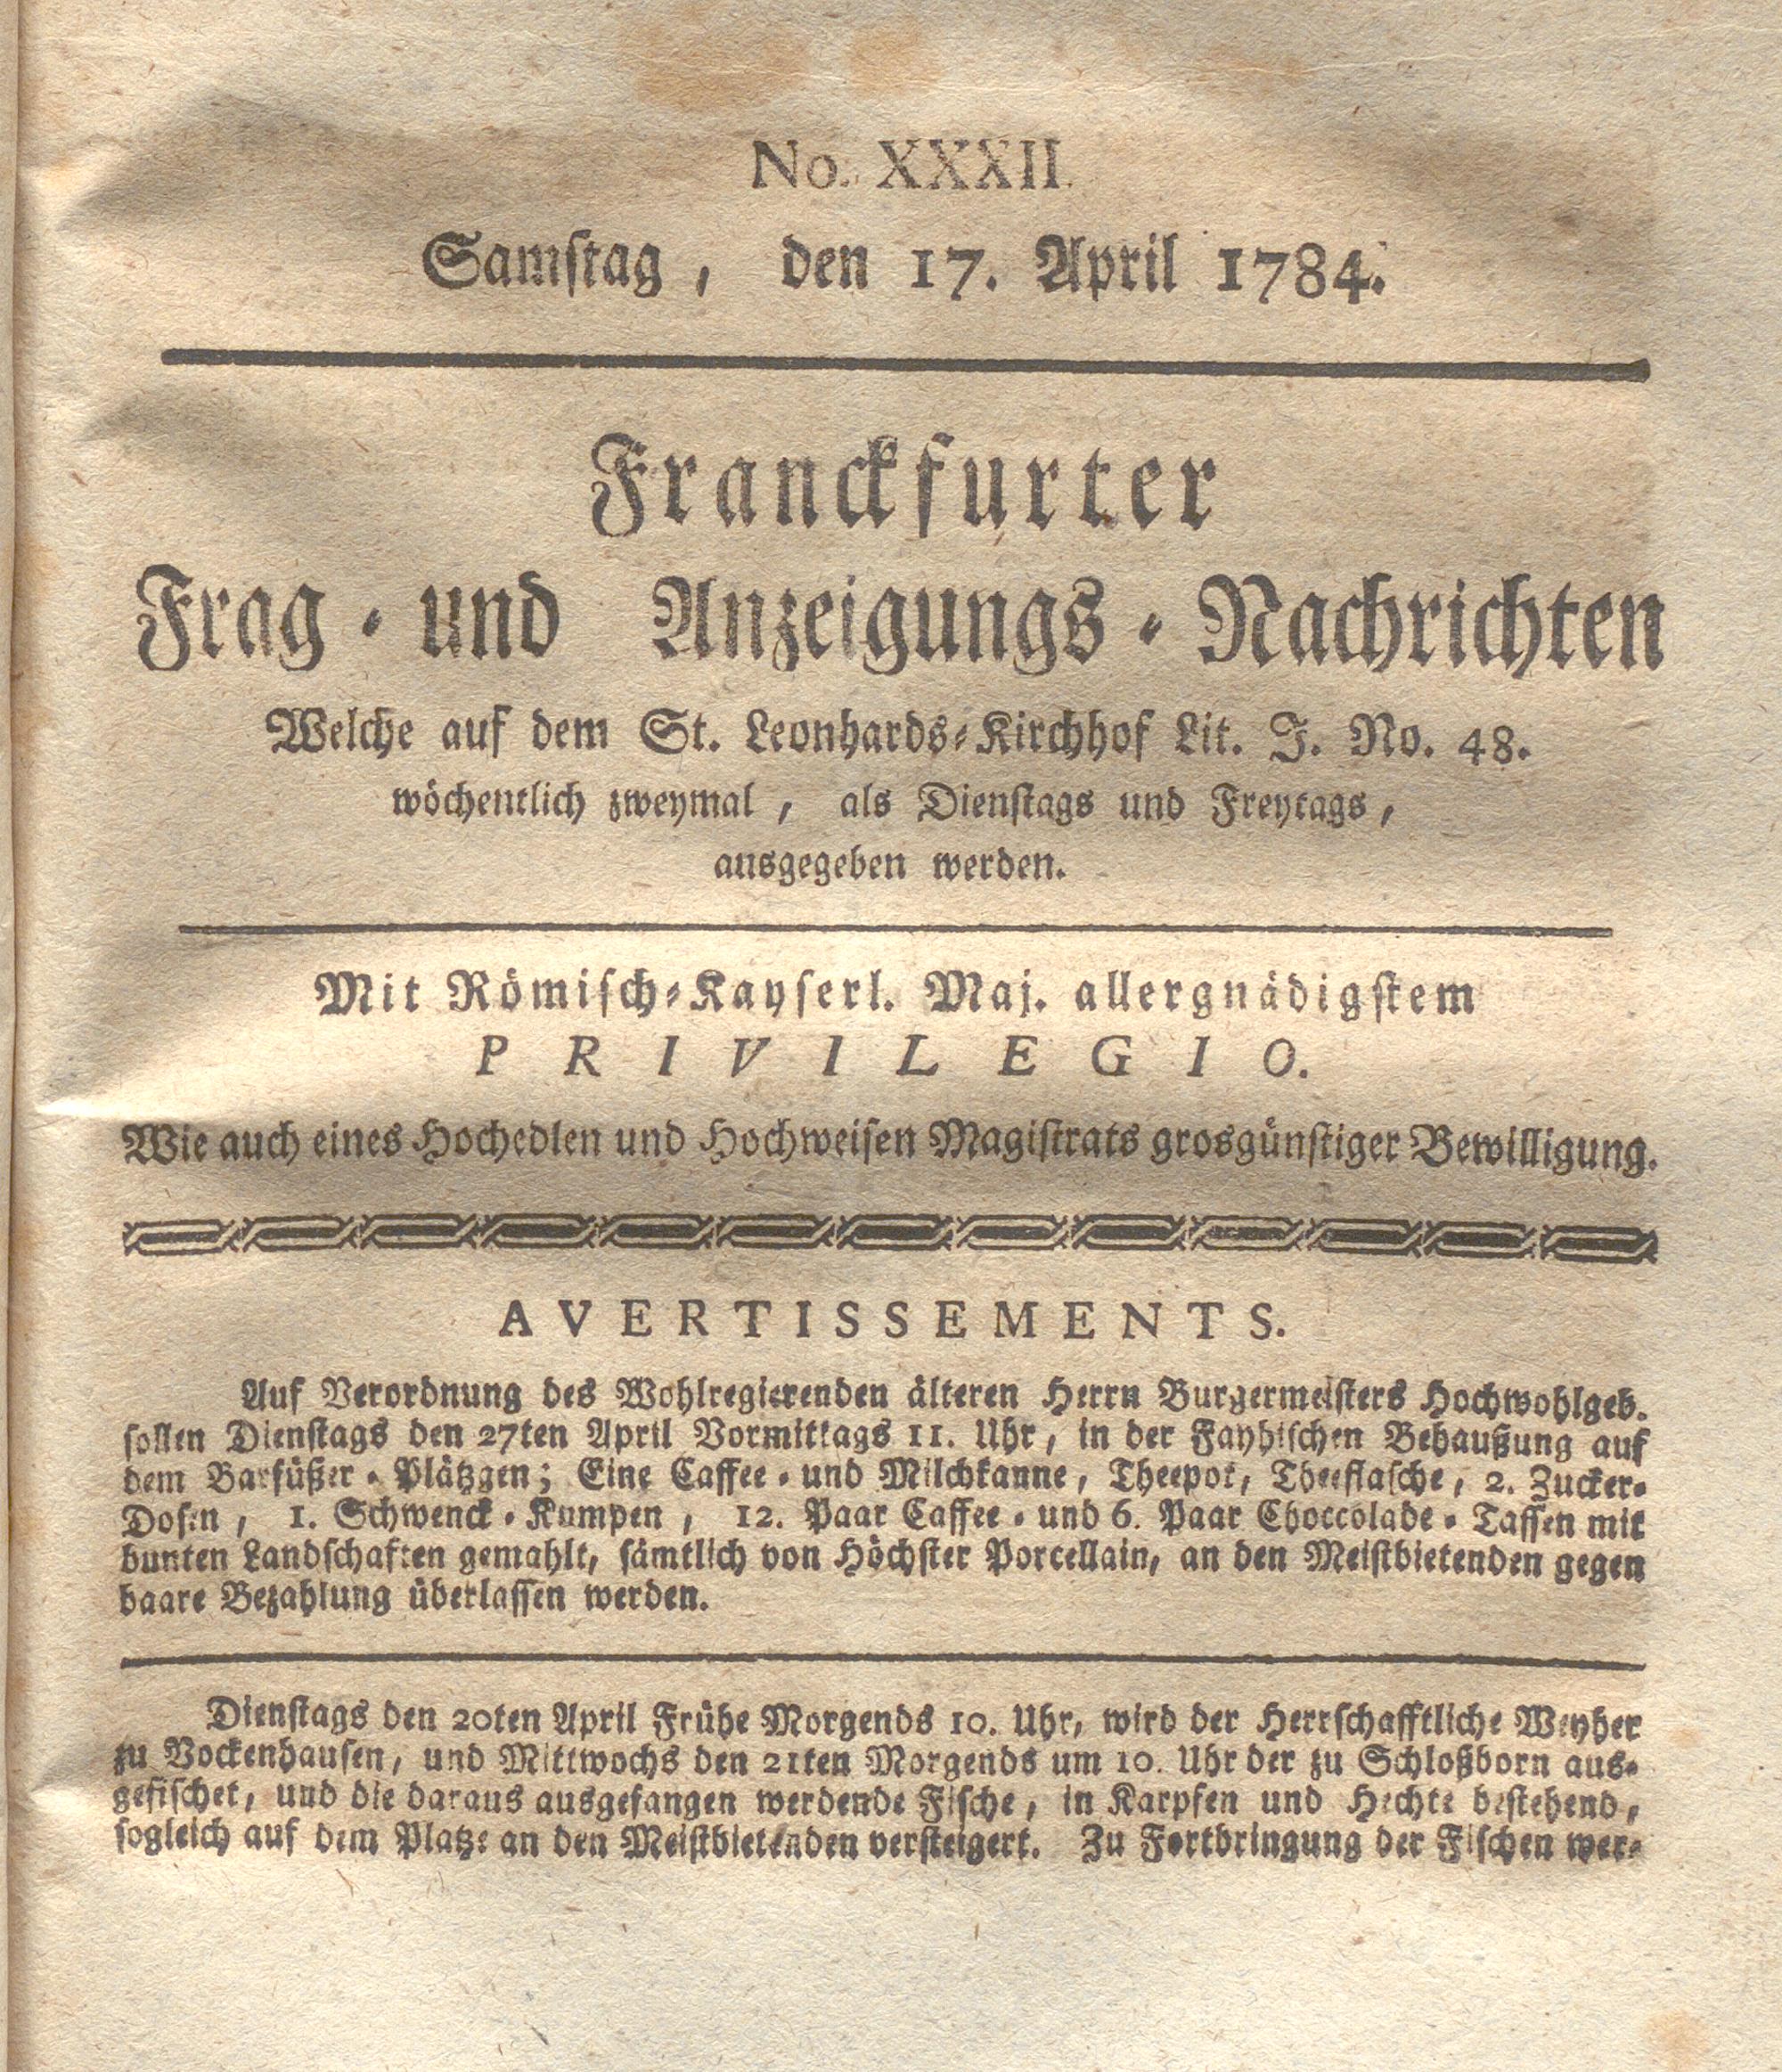 No. XXXII.
Samstag, den 17. April 1784.
Franckfurter
Frag- und Anzeigungs-Nachrichten
Welche auf dem St. Leonhards-Kirchhof Lit. J. No. 48.
wöchentlich zweymal, als Dienstags und Freytags,
ausgegeben werden.
Mit Römisch-Kayserl. Maj. allergnädigstem
PRIVILEGIO.
Wie auch eines Hochedlen und Hochweisen Magistrats grosgünstiger Bewilligung.
AVERTISSEMENTS.
Auf Verordnung des Wohlregierenden älteren Herrn Burgermeisters Hochwohlgeb.
sollen Dienstags den 27ten April Vormittags 11. Uhr, in der Fayhischen Behaußung auf
dem Barfüßer-Plätzgen; Eine Caffee- und Milchkanne, Theepot, Theeflasche, 2. Zucker-
Dosen, 1. Schwenck-Kumpen, 12. Paar Caffee- und 6. Paar Choccolade-Tassen mit
bunten Landschaften gemahlt, sämtlich von Höchster Porcellain, an den Meistbietenden gegen
baare Bezahlung überlassen werden.
Dienstags den 20ten April Frühe Morgends 10. Uhr, wird der Herrschafftliche Weyher
zu Vockenhausen, und Mittwochs den 21ten Morgends um 10. Uhr der zu Schloßborn aus-
gefischet, und die daraus ausgefangen werdende Fische, in Karpfen und Hechte bestehend,
sogleich auf dem Platze an den Meistbietenden versteigert. Zu Fortbringung der Fischen wer-